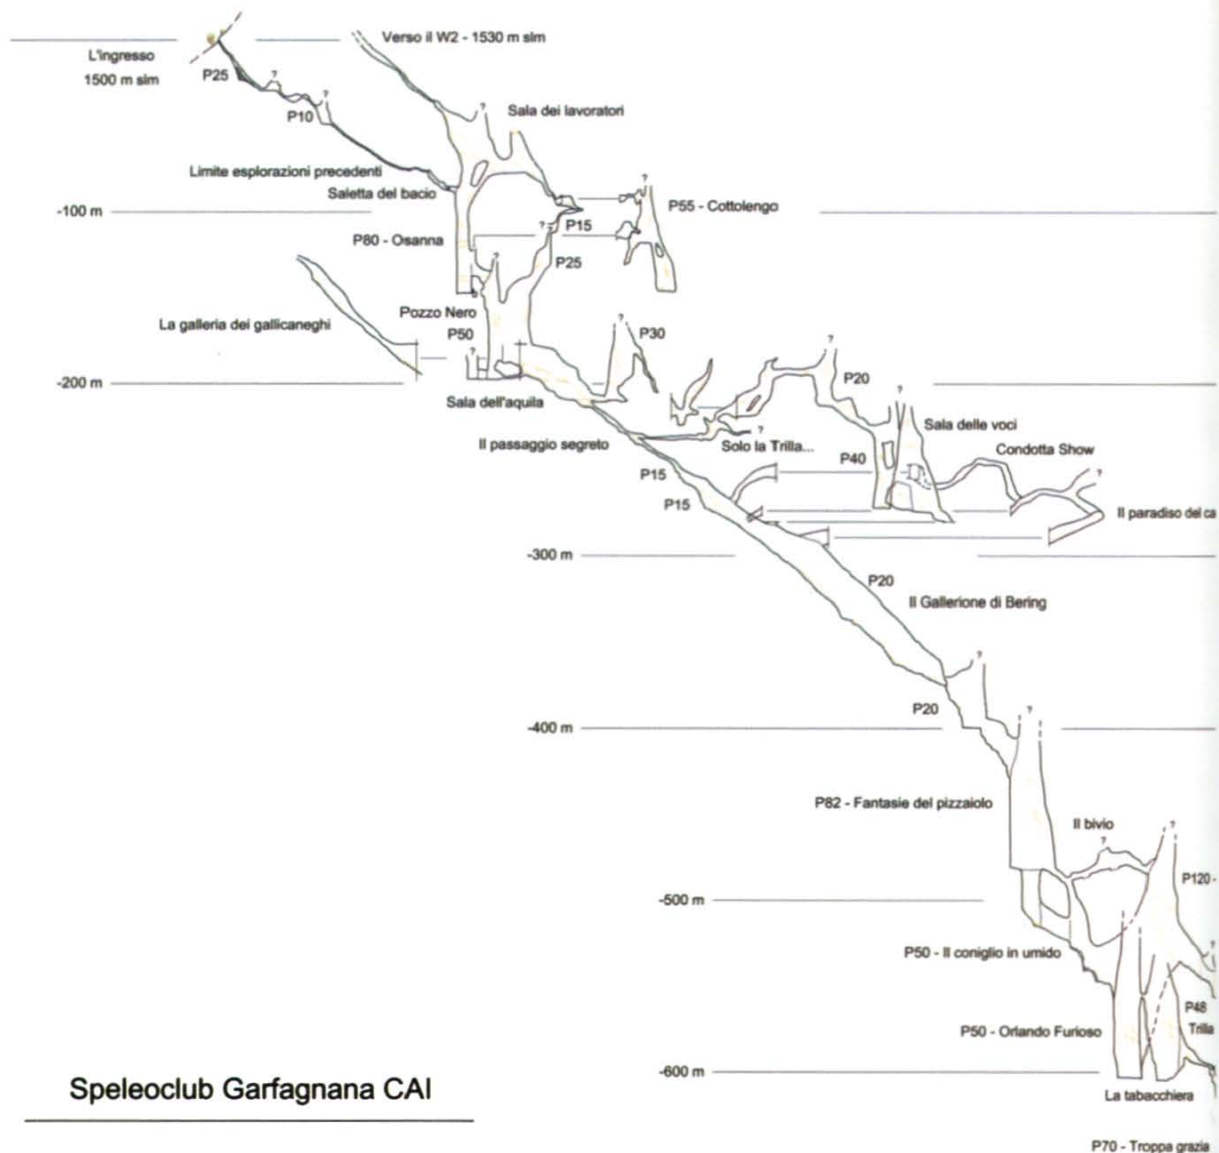 Verso il W2 - 1530 m slm
L'ingresso
1500 m slm
P25
?
?
P10
?
Sala dei lavoratori
Limite esplorazioni precedenti
Saletta del bacio
?
P55 - Cottolengo
-100 m
P15
?
P80 - Osanna
?
P25
La galleria dei gallicaneghi
Pozzo Nero
P50
?
?
P30
?
P20
-200 m
?
Sala dell'aquila
Sala delle voci
Il passaggio segreto
?
Solo la Trilla...
P40
Condotta Show
P15
?
P15
Il paradiso del ca
-300 m
P20
Il Gallerione di Bering
?
P20
?
-400 m
P82 - Fantasie del pizzaiolo
Il bivio
?
?
P120 -
-500 m
?
P50 - Il coniglio in umido
P48
Trilla
P50 - Orlando Furioso
-600 m
La tabacchiera
Speleoclub Garfagnana CAI
P70 - Troppa grazia